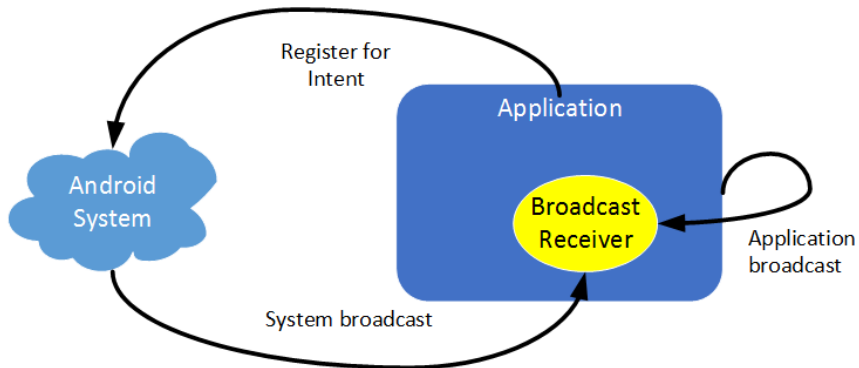 Register for
Intent
Application
Android
System
Broadcast
Receiver
Application
broadcast
System broadcast